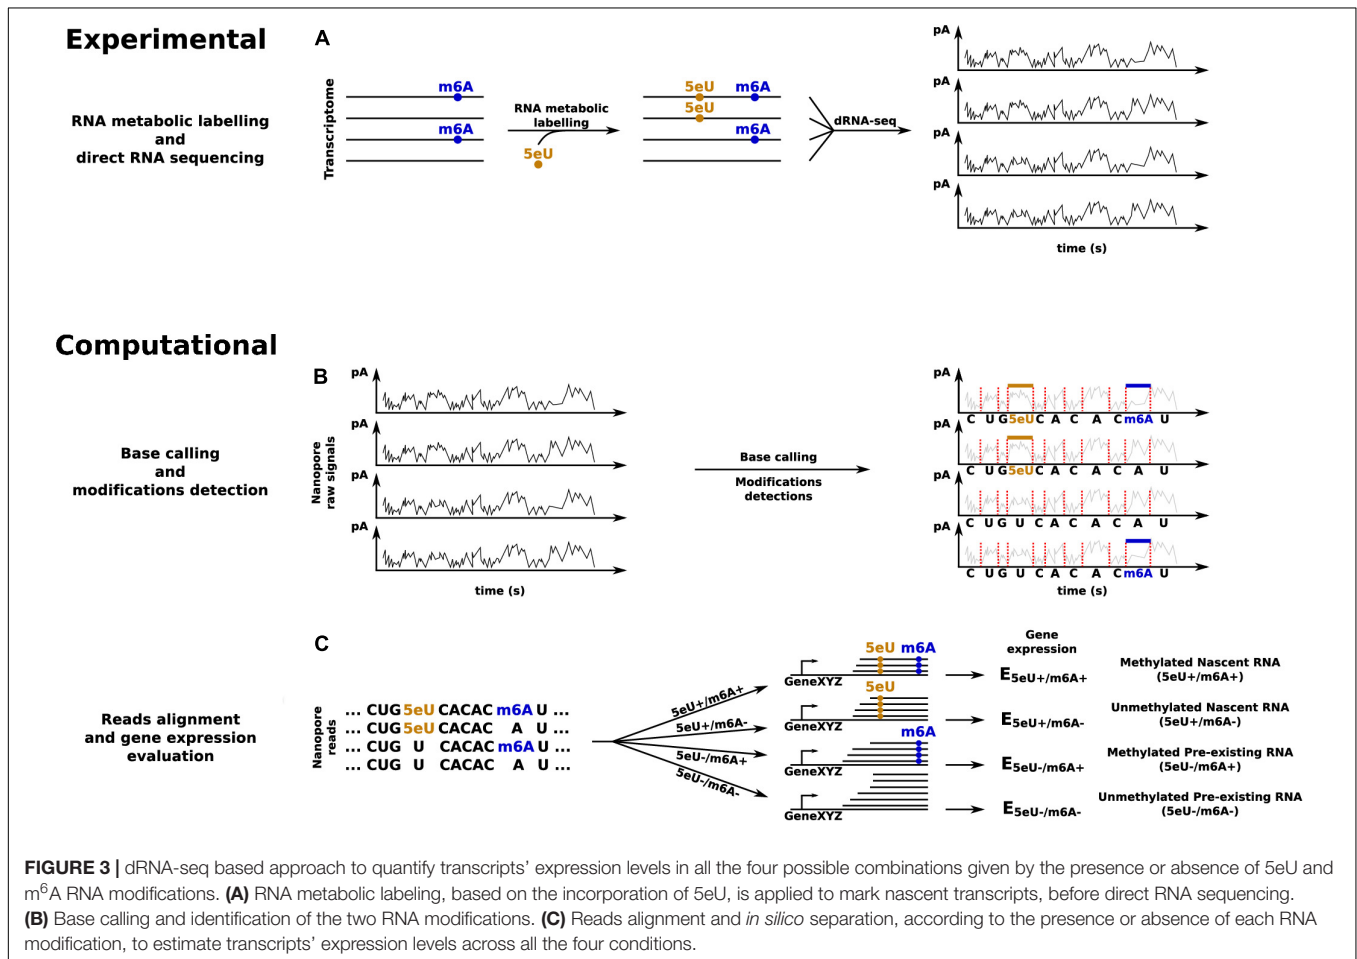 Experimental
A
RNA metabolic labelling
and
direct RNA sequencing
Transcriptome
m6A
m6A
RNA metabolic
labelling
5eU
5eU
m6A
5eU
m6A
dRNA-seq
pA
pA
pA
pA
time (s)
Computational
B
Base calling
and
modifications detection
Nanopore
raw signals
pA
pA
pA
pA
time (s)
Base calling
Modifications
detections
pA
C U G 5eU C A C A C m6A U
pA
C U G 5eU C A C A C A U
pA
C U G U C A C A C A U
pA
C U G U C A C A C m6A U
time (s)
C
Reads alignment
and gene expression
evaluation
Nanopore
reads
... CUG 5eU CACAC m6A U ...
... CUG 5eU CACAC A U ...
... CUG U CACAC m6A U ...
... CUG U CACAC A U ...
5eU+/m6A+
5eU+/m6A-
5eU-/m6A+
5eU-/m6A-
5eU m6A
GeneXYZ
5eU
GeneXYZ
m6A
GeneXYZ
GeneXYZ
Gene
expression
E5eU+/m6A+
E5eU+/m6A-
E5eU-/m6A+
E5eU-/m6A-
Methylated Nascent RNA
(5eU+/m6A+)
Unmethylated Nascent RNA
(5eU+/m6A-)
Methylated Pre-existing RNA
(5eU-/m6A+)
Unmethylated Pre-existing RNA
(5eU-/m6A-)
FIGURE 3 | dRNA-seq based approach to quantify transcripts' expression levels in all the four possible combinations given by the presence or absence of 5eU and
m6A RNA modifications. (A) RNA metabolic labeling, based on the incorporation of 5eU, is applied to mark nascent transcripts, before direct RNA sequencing.
(B) Base calling and identification of the two RNA modifications. (C) Reads alignment and in silico separation, according to the presence or absence of each RNA
modification, to estimate transcripts' expression levels across all the four conditions.